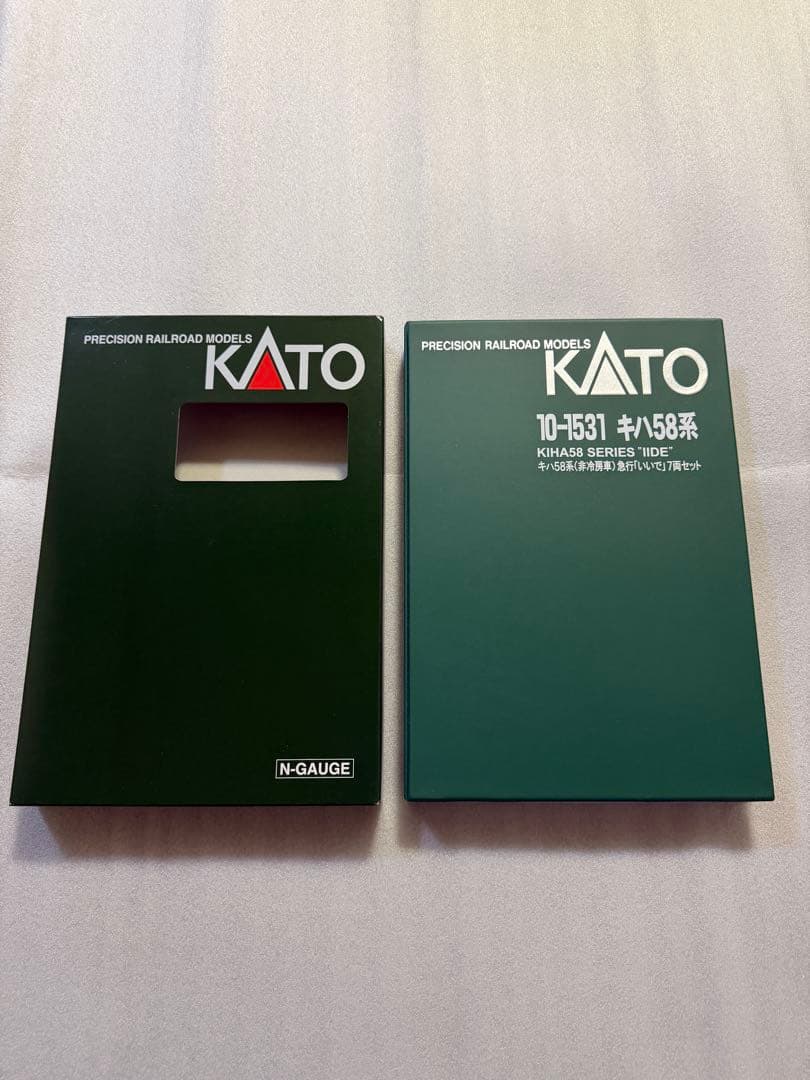 PRECISION RAILROAD MODELS
KATO
N-GAUGE
PRECISION RAILROAD MODELS
KATO
10-1531 キハ58系
KIHA58 SERIES "IIDE"
キハ58系(非冷房車)急行「いいで」7両セット